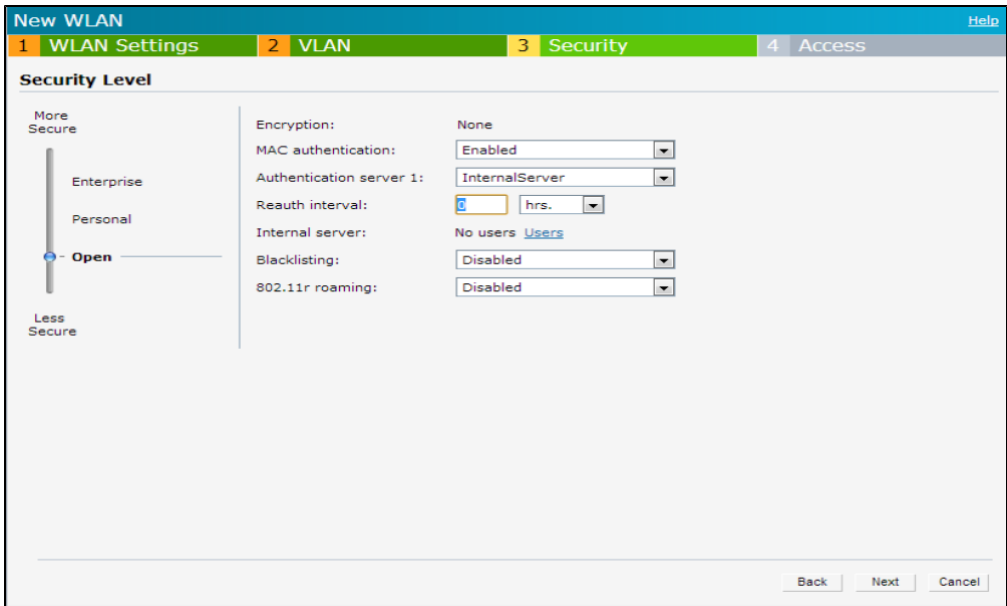 New WLAN Help
1 WLAN Settings 2 VLAN 3 Security 4 Access
Security Level
More
Secure
Enterprise
Personal
Open
Less
Secure
Encryption: None
MAC authentication: Enabled
Authentication server 1: InternalServer
Reauth interval: 0 hrs.
Internal server: No users Users
Blacklisting: Disabled
802.11r roaming: Disabled
Back Next Cancel